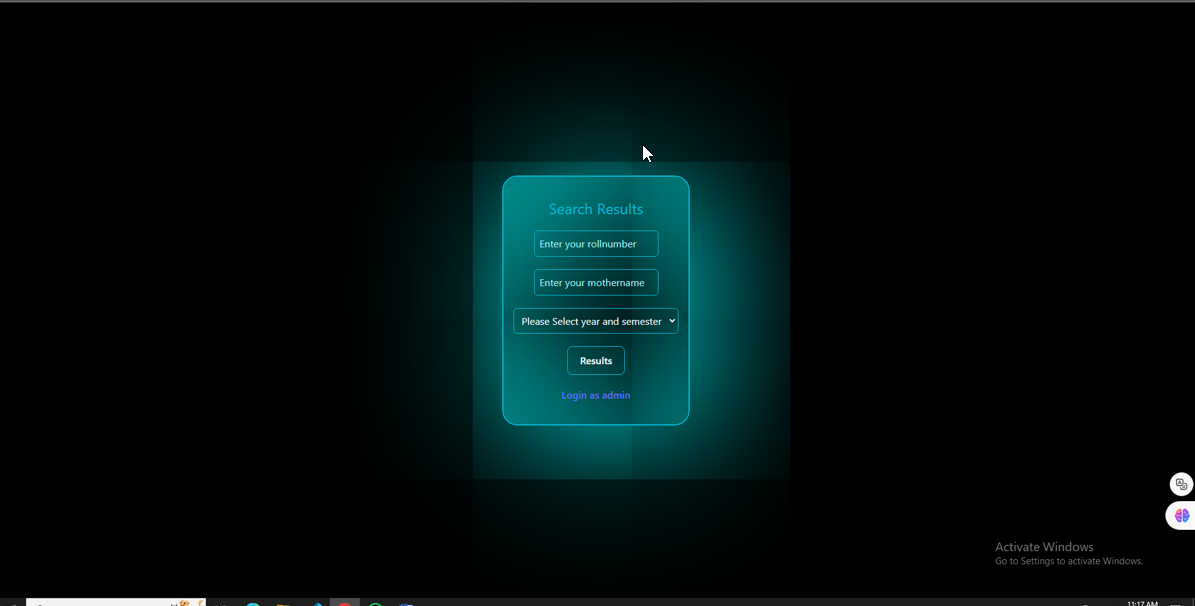 Search Results
Enter your rollnumber
Enter your mothername
Please Select year and semester
Results
Login as admin
Activate Windows
Go to Settings to activate Windows.
11:17 AM